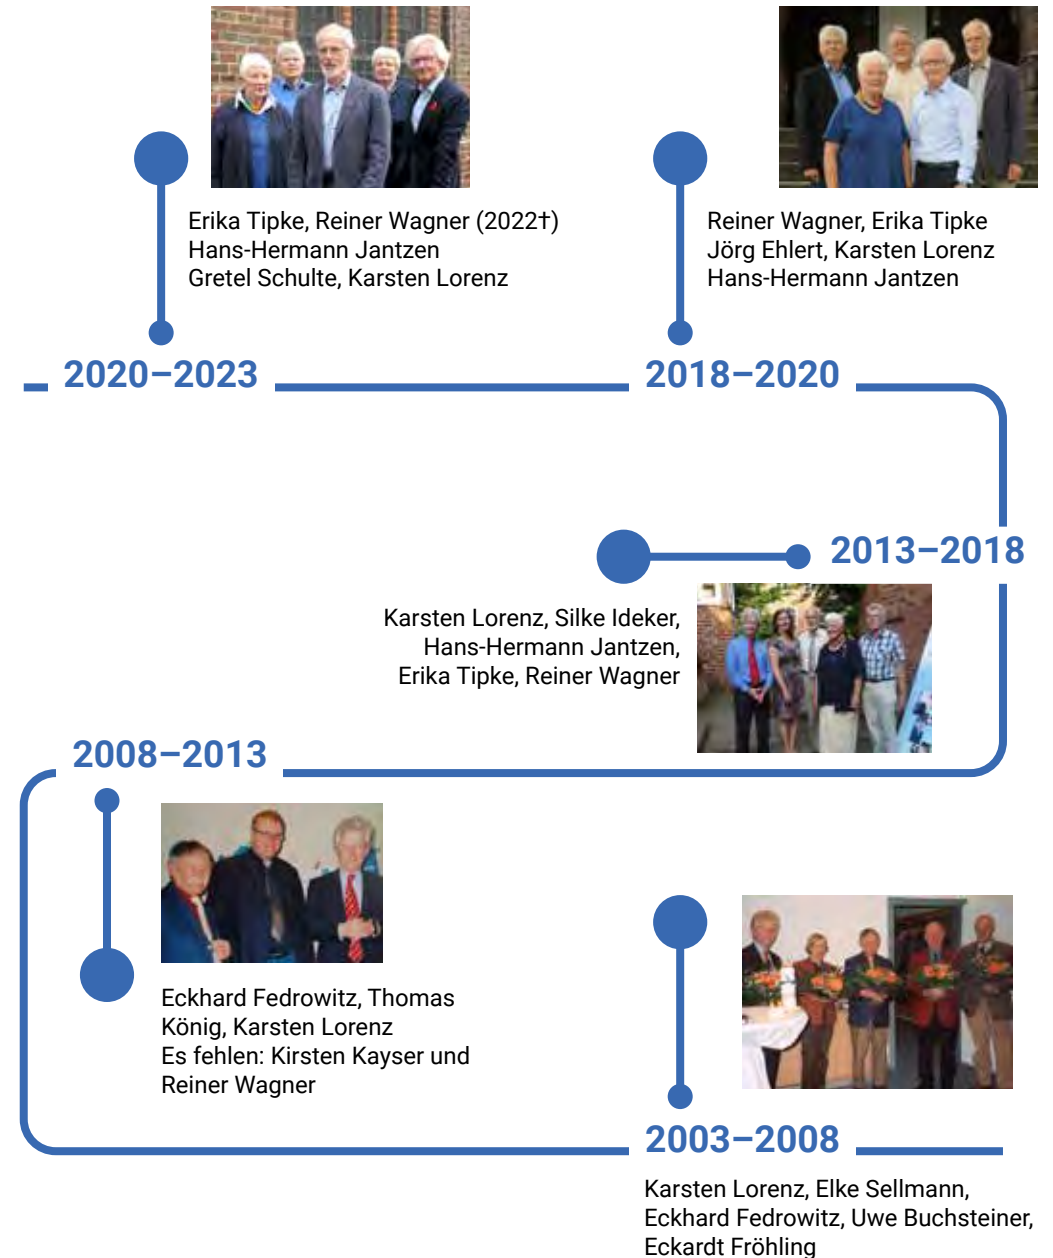 Erika Tipke, Reiner Wagner (2022†)
Hans-Hermann Jantzen
Gretel Schulte, Karsten Lorenz
2020–2023
Reiner Wagner, Erika Tipke
Jörg Ehlert, Karsten Lorenz
Hans-Hermann Jantzen
2018–2020
2013–2018
Karsten Lorenz, Silke Ideker,
Hans-Hermann Jantzen,
Erika Tipke, Reiner Wagner
2008–2013
Eckhard Fedrowitz, Thomas
König, Karsten Lorenz
Es fehlen: Kirsten Kayser und
Reiner Wagner
2003–2008
Karsten Lorenz, Elke Sellmann,
Eckhard Fedrowitz, Uwe Buchsteiner,
Eckardt Fröhling